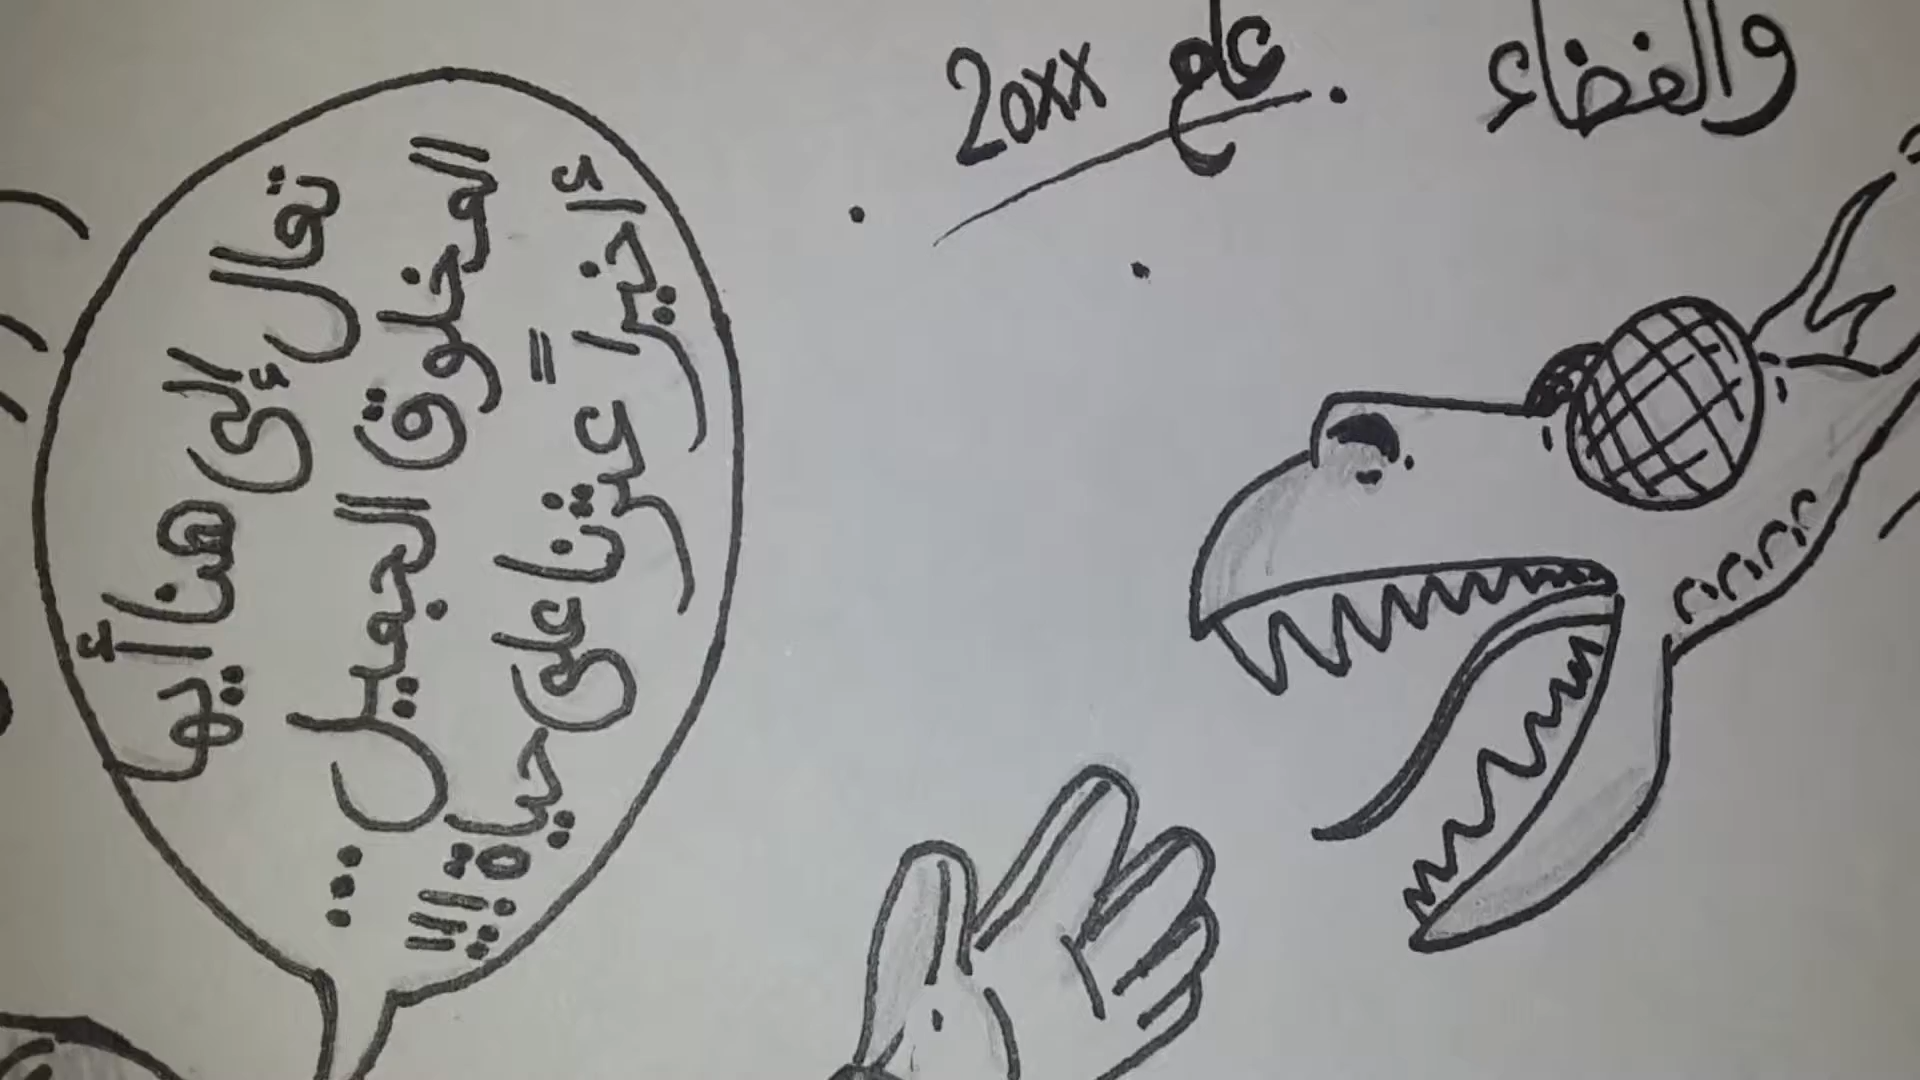 والفضاء
عام 2oxx
تعال إلى هنا أيها
المخلوق الجميل ...
أخيراً عثرنا على حياة